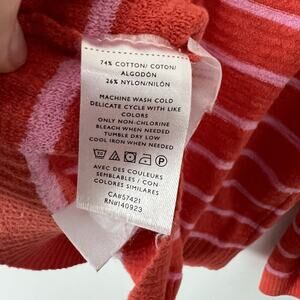 74% COTTON/ COTON/
ALGODÓN
26% NYLON/NILÓN
MACHINE WASH COLD
DELICATE CYCLE WITH LIKE
COLORS
ONLY NON-CHLORINE
BLEACH WHEN NEEDED
TUMBLE DRY LOW
COOL IRON WHEN NEEDED
AVEC DES COULEURS
SEMBLABLES / CON
COLORES SIMILARES
CA#57421
RN#140923